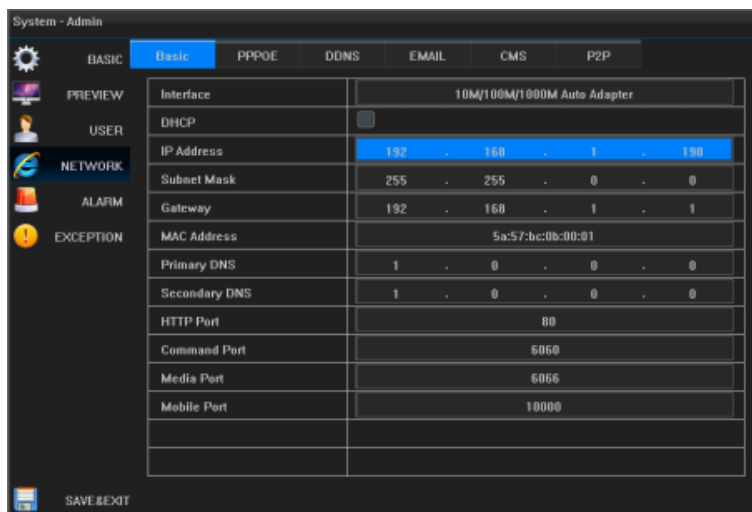 System - Admin
BASIC
PREVIEW
USER
NETWORK
ALARM
EXCEPTION
SAVE&EXIT
Basic PPPOE DDNS EMAIL CMS P2P
Interface 10M/100M/1000M Auto Adapter
DHCP
IP Address 192 . 168 . 1 . 190
Subnet Mask 255 . 255 . 0 . 0
Gateway 192 . 168 . 1 . 1
MAC Address 5a:57:bc:0b:00:01
Primary DNS 1 . 0 . 0 . 0
Secondary DNS 1 . 0 . 0 . 0
HTTP Port 80
Command Port 6060
Media Port 6066
Mobile Port 10000